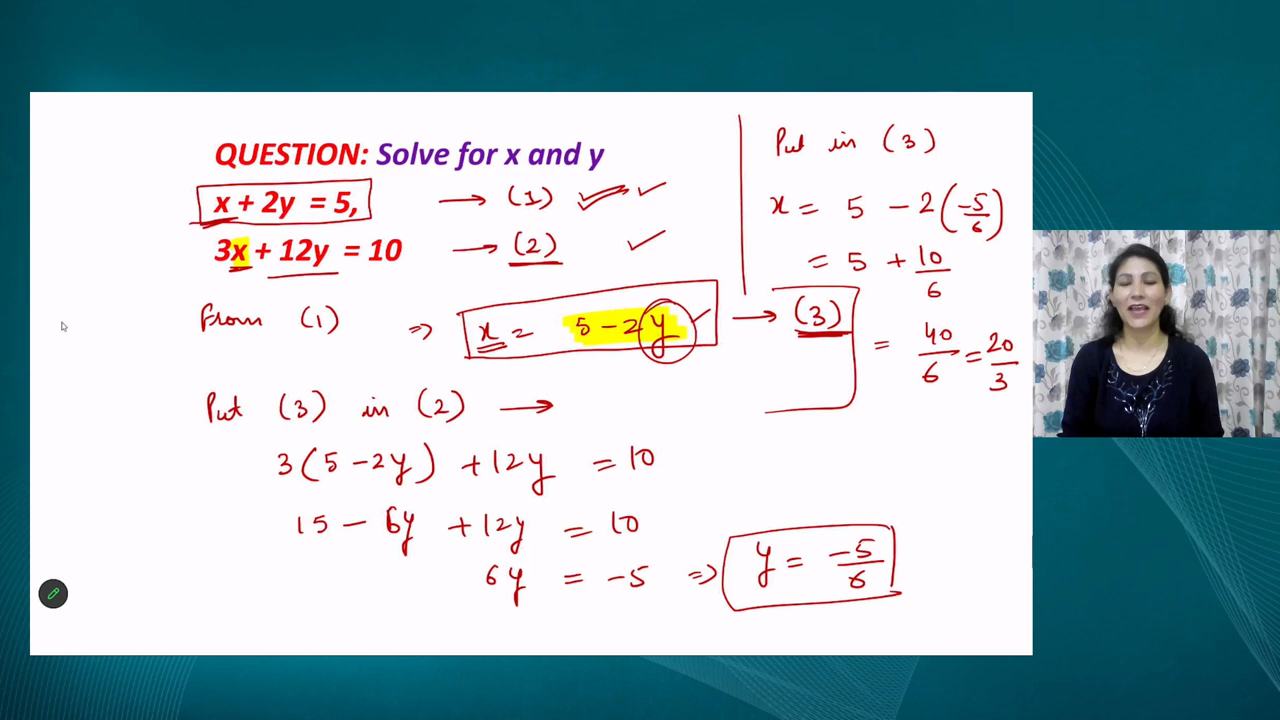 QUESTION: Solve for x and y
x + 2y = 5, → (1)
3x + 12y = 10 → (2)
From (1) ⇒ x = 5 - 2y → (3)
Put (3) in (2) →
3(5 - 2y) + 12y = 10
15 - 6y + 12y = 10
6y = -5 ⇒ y = -5/6
Put in (3)
x = 5 - 2(-5/6)
= 5 + 10/6
= 40/6 = 20/3